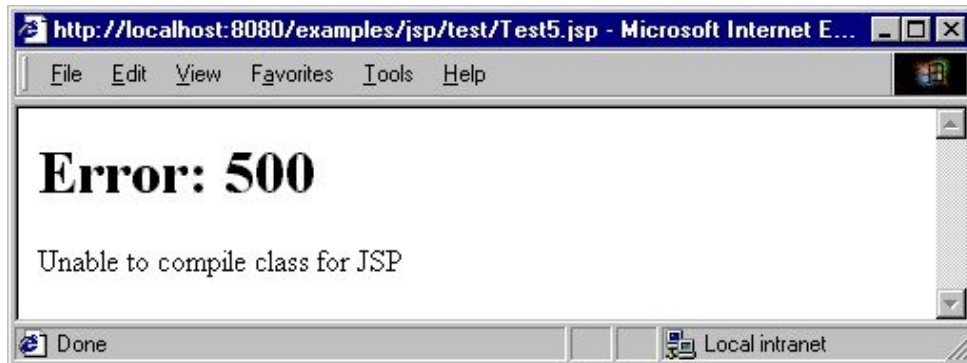 http://localhost:8080/examples/jsp/test/Test5.jsp - Microsoft Internet E...
File Edit View Favorites Tools Help
Error: 500
Unable to compile class for JSP
Done Local intranet